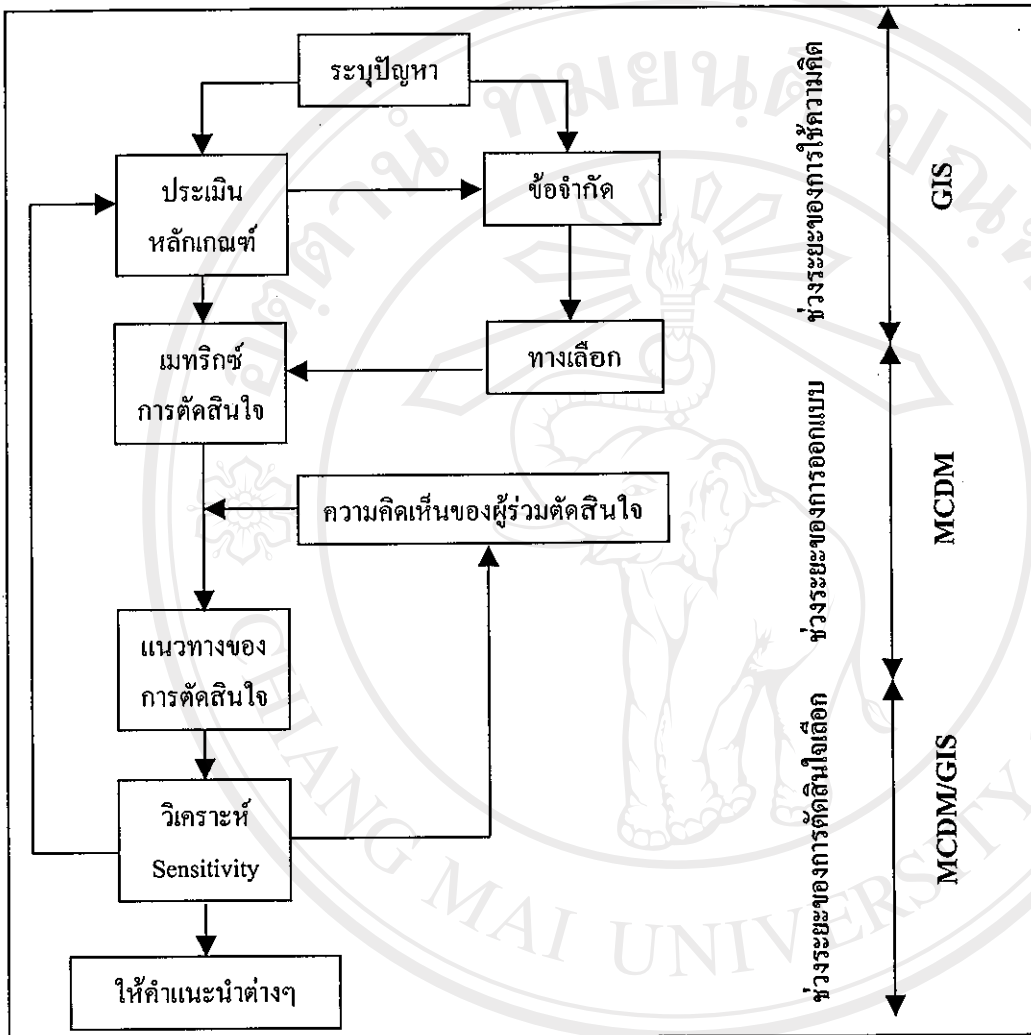 ระบุปัญหา
ประเมิน
หลักเกณฑ์
ข้อจำกัด
เมทริกซ์
การตัดสินใจ
ทางเลือก
ความคิดเห็นของผู้ร่วมตัดสินใจ
แนวทางของ
การตัดสินใจ
วิเคราะห์
Sensitivity
ให้คำแนะนำต่างๆ
ช่วงระยะของการใช้ความคิด
GIS
ช่วงระยะของการออกแบบ
MCDM
ช่วงระยะของการตัดสินใจเลือก
MCDM/GIS
CHIANG MAI UNIVERSITY